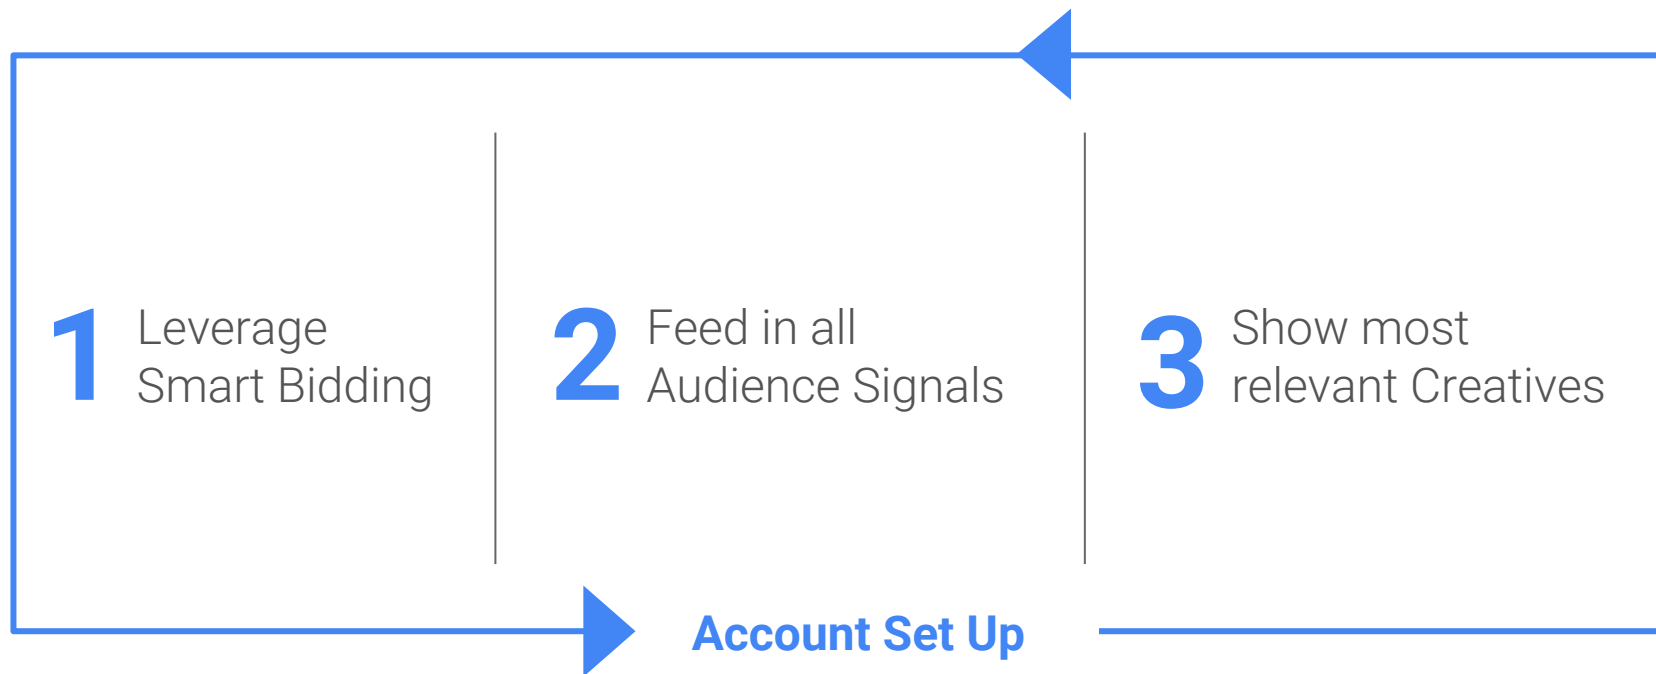 1
Leverage
Smart Bidding
2
Feed in all
Audience Signals
3
Show most
relevant Creatives
Account Set Up